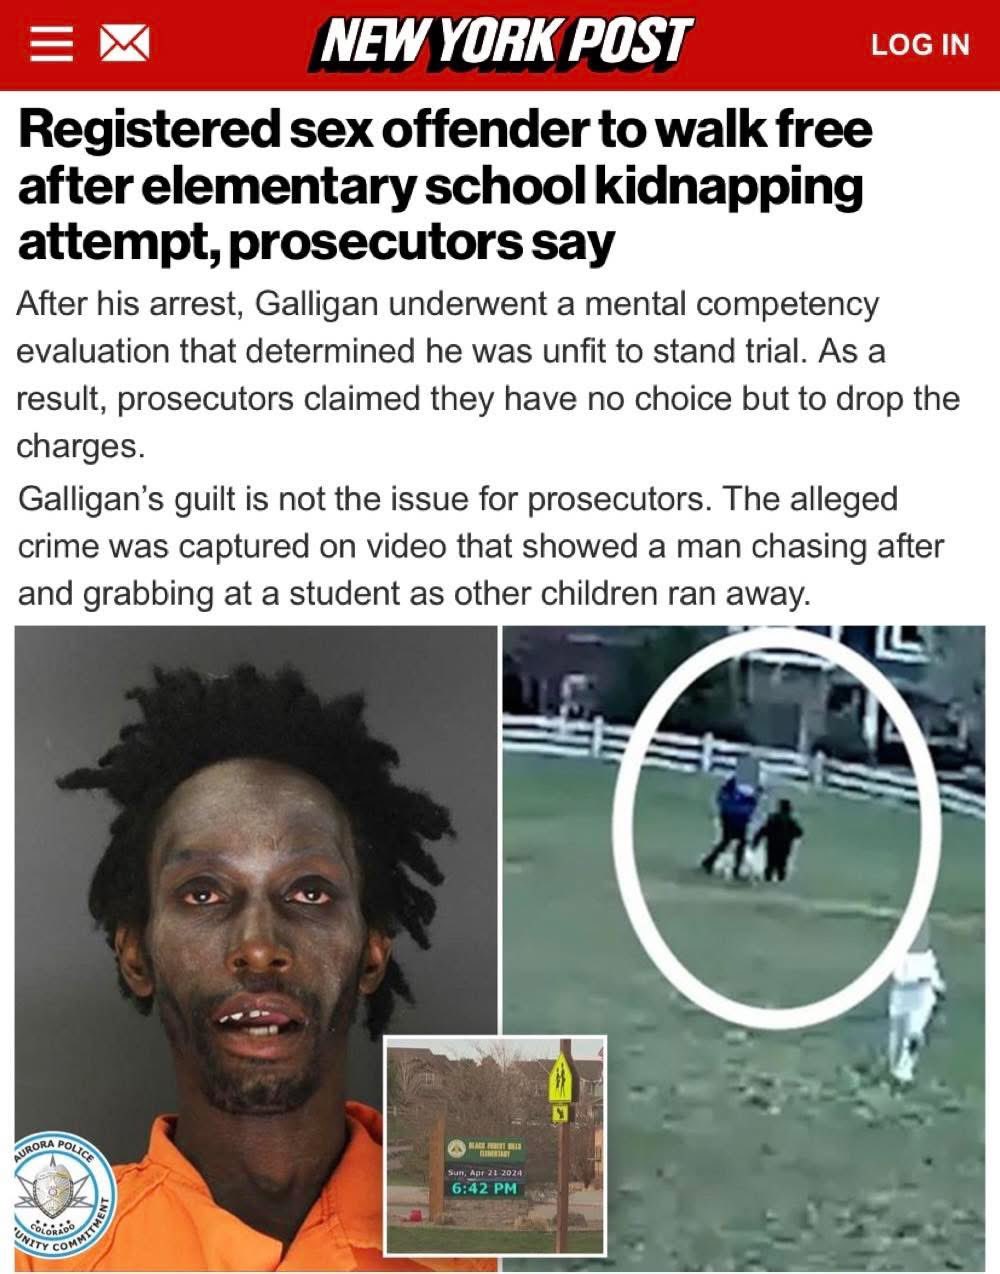 NEW YORK POST
LOG IN
Registered sex offender to walk free
after elementary school kidnapping
attempt, prosecutors say
After his arrest, Galligan underwent a mental competency
evaluation that determined he was unfit to stand trial. As a
result, prosecutors claimed they have no choice but to drop the
charges.
Galligan’s guilt is not the issue for prosecutors. The alleged
crime was captured on video that showed a man chasing after
and grabbing at a student as other children ran away.
AURORA POLICE
COLORADO
UNITY COMMITMENT
BLACK FOREST HILLS
ELEMENTARY
Sun, Apr 21 2024
6:42 PM